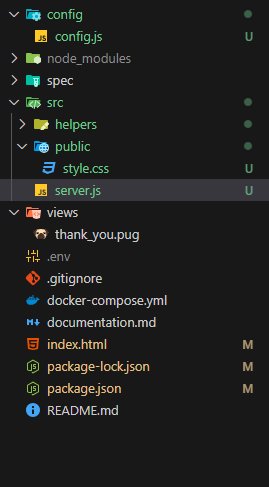 config
config.js U
node_modules
spec
src
helpers
public
style.css U
server.js U
views
thank_you.pug
.env
.gitignore
docker-compose.yml
documentation.md
index.html M
package-lock.json M
package.json M
README.md